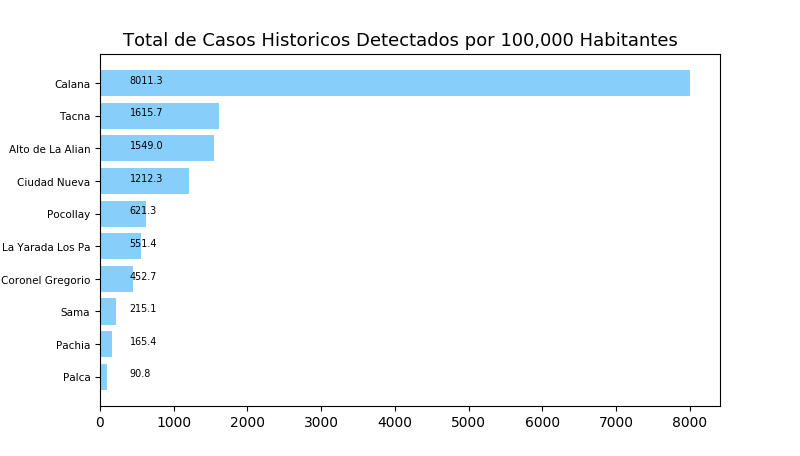 Total de Casos Historicos Detectados por 100,000 Habitantes
Calana 8011.3
Tacna 1615.7
Alto de La Alian 1549.0
Ciudad Nueva 1212.3
Pocollay 621.3
La Yarada Los Pa 551.4
Coronel Gregorio 452.7
Sama 215.1
Pachia 165.4
Palca 90.8
0 1000 2000 3000 4000 5000 6000 7000 8000